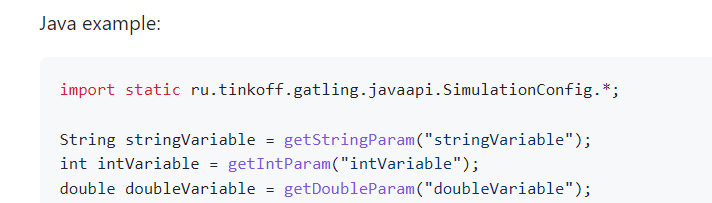 Java example:
import static ru.tinkoff.gatling.javaapi.SimulationConfig.*;
String stringVariable = getStringParam("stringVariable");
int intVariable = getIntParam("intVariable");
double doubleVariable = getDoubleParam("doubleVariable");